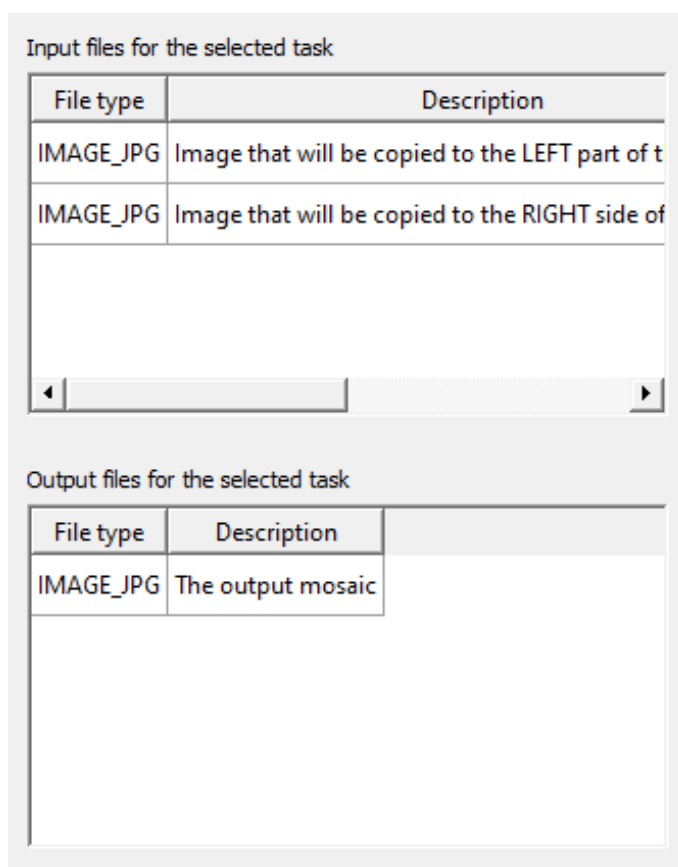 Input files for the selected task
File type Description
IMAGE_JPG Image that will be copied to the LEFT part of t
IMAGE_JPG Image that will be copied to the RIGHT side of
Output files for the selected task
File type Description
IMAGE_JPG The output mosaic